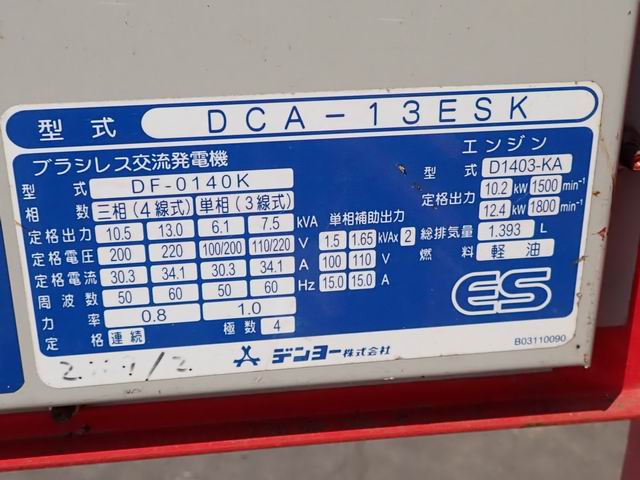 型式 DCA-13ESK
ブラシレス交流発電機
型式 DF-0140K
相数 三相(4線式) 単相(3線式)
定格出力 10.5 13.0 6.1 7.5 kVA
定格電圧 200 220 100/200 110/220 V
定格電流 30.3 34.1 30.3 34.1 A
周波数 50 60 50 60 Hz
力率 0.8 1.0
定格 連続 極数 4
単相補助出力
1.5 1.65 kVA× 2
100 110 V
15.0 15.0 A
エンジン
型式 D1403-KA
定格出力 10.2 kW 1500 min⁻¹
12.4 kW 1800 min⁻¹
総排気量 1.393 L
燃料 軽油
ES
デンヨー株式会社
B03110090